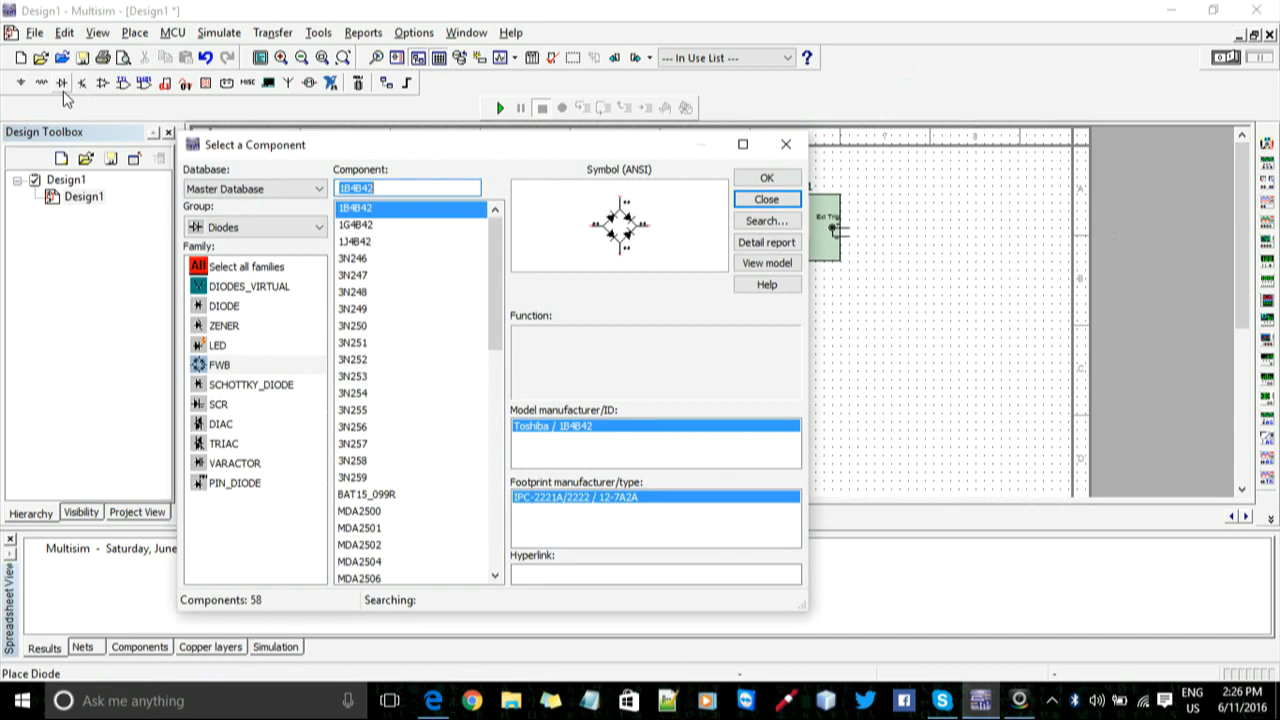 Design1 - Multisim - [Design1 *]
File Edit View Place MCU Simulate Transfer Tools Reports Options Window Help
--- In Use List ---
Design Toolbox
Design1
Design1
Hierarchy Visibility Project View
Select a Component
Database:
Master Database
Group:
Diodes
Family:
All Select all families
DIODES_VIRTUAL
DIODE
ZENER
LED
FWB
SCHOTTKY_DIODE
SCR
DIAC
TRIAC
VARACTOR
PIN_DIODE
Component:
1B4B42
1B4B42
1G4B42
1J4B42
3N246
3N247
3N248
3N249
3N250
3N251
3N252
3N253
3N254
3N255
3N256
3N257
3N258
3N259
BAT15_099R
MDA2500
MDA2501
MDA2502
MDA2504
MDA2506
Symbol (ANSI)
Function:
Model manufacturer/ID:
Toshiba / 1B4B42
Footprint manufacturer/type:
IPC-2221A/2222 / 12-7A2A
Hyperlink:
OK
Close
Search...
Detail report
View model
Help
Components: 58 Searching:
7 8
A
B
C
D
1
Ext Trig
Spreadsheet View
Multisim - Saturday, June
Results Nets Components Copper layers Simulation
Place Diode
Ask me anything
ENG
US
2:26 PM
6/11/2016